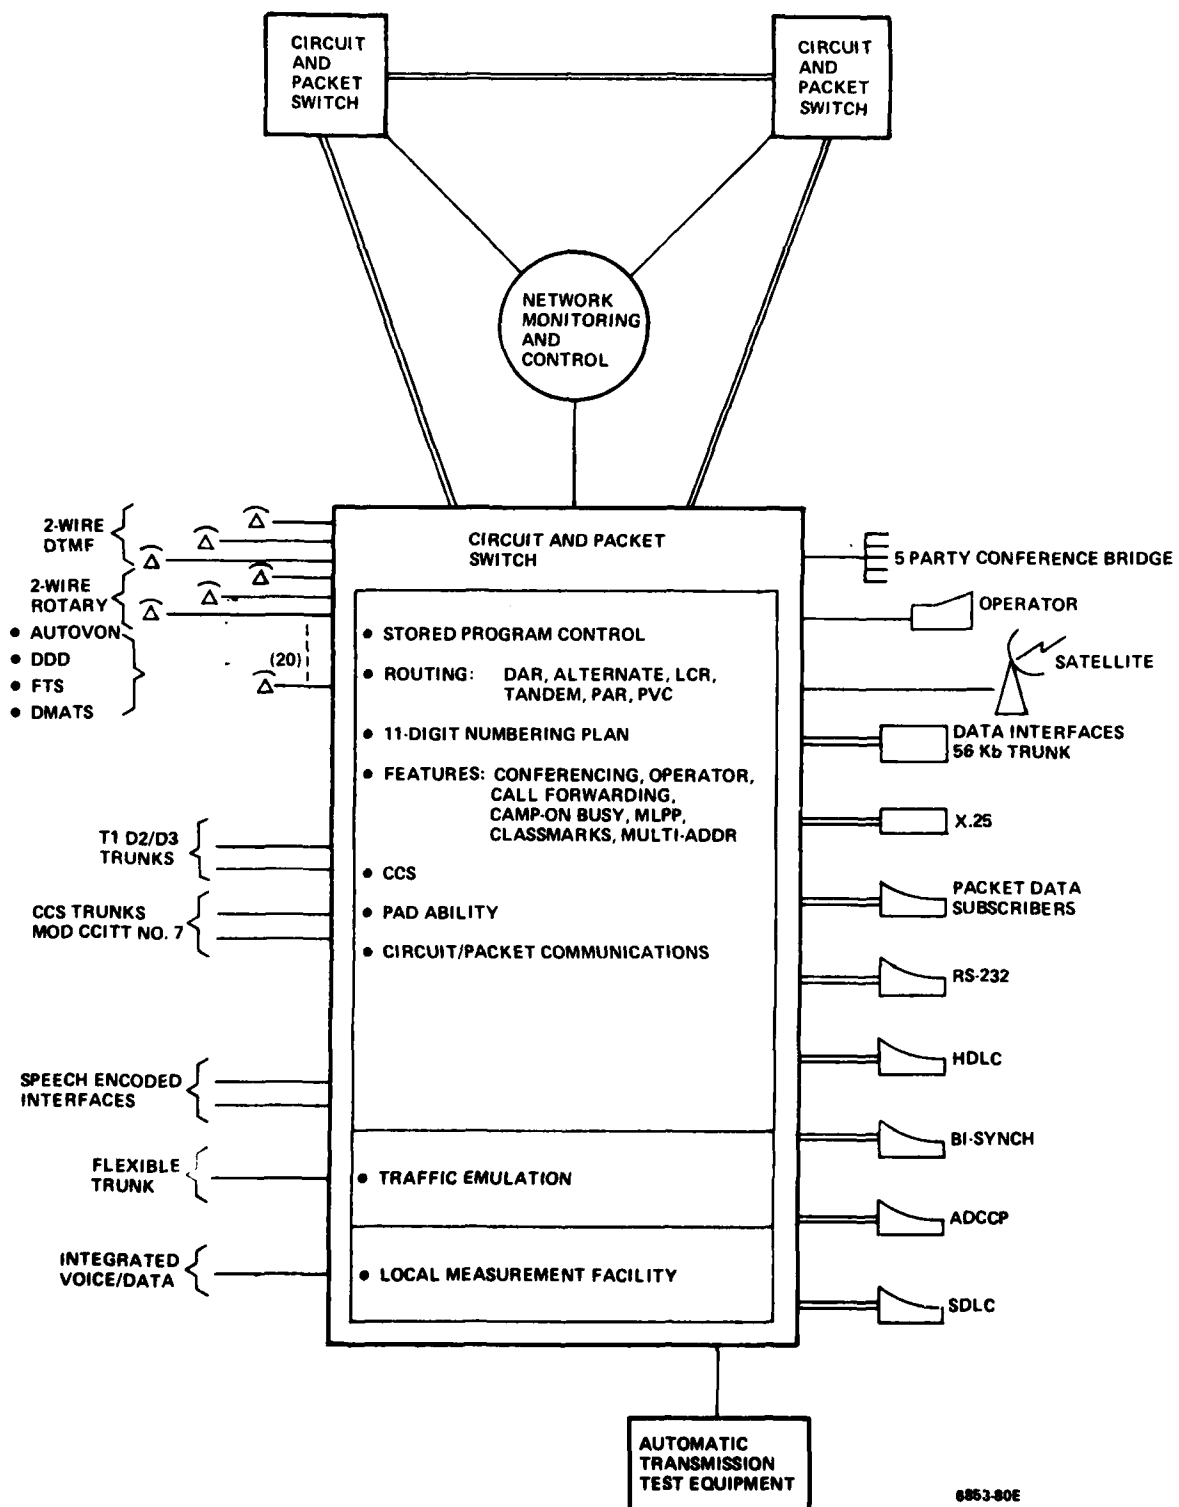 CIRCUIT
AND
PACKET
SWITCH
CIRCUIT
AND
PACKET
SWITCH
NETWORK
MONITORING
AND
CONTROL
2-WIRE
DTMF
2-WIRE
ROTARY
• AUTOVON
• DDD
• FTS
• DMATS
(20)
T1 D2/D3
TRUNKS
CCS TRUNKS
MOD CCITT NO. 7
SPEECH ENCODED
INTERFACES
FLEXIBLE
TRUNK
INTEGRATED
VOICE/DATA
CIRCUIT AND PACKET
SWITCH
• STORED PROGRAM CONTROL
• ROUTING: DAR, ALTERNATE, LCR,
TANDEM, PAR, PVC
• 11-DIGIT NUMBERING PLAN
• FEATURES: CONFERENCING, OPERATOR,
CALL FORWARDING,
CAMP-ON BUSY, MLPP,
CLASSMARKS, MULTI-ADDR
• CCS
• PAD ABILITY
• CIRCUIT/PACKET COMMUNICATIONS
• TRAFFIC EMULATION
• LOCAL MEASUREMENT FACILITY
5 PARTY CONFERENCE BRIDGE
OPERATOR
SATELLITE
DATA INTERFACES
56 Kb TRUNK
X.25
PACKET DATA
SUBSCRIBERS
RS-232
HDLC
BI-SYNCH
ADCCP
SDLC
AUTOMATIC
TRANSMISSION
TEST EQUIPMENT
6853-80E